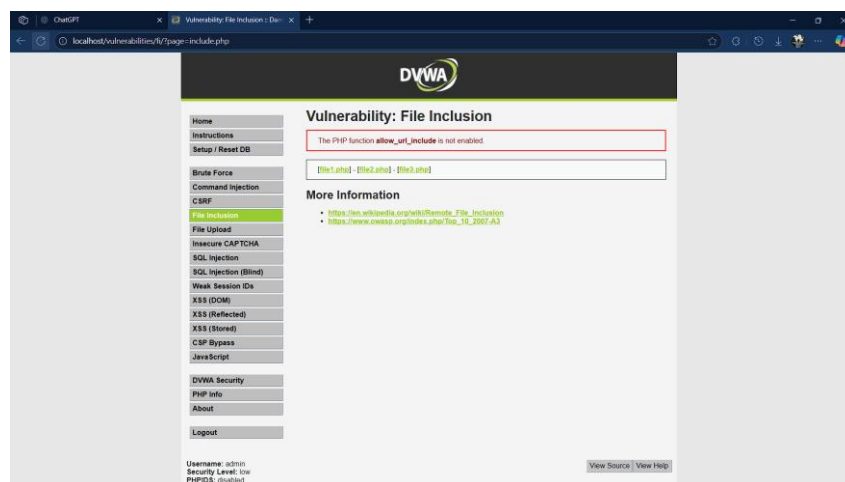 ChatGPT
Vulnerability: File Inclusion :: Dam
localhost/vulnerabilities/fi/?page=include.php
DVWA
Home
Instructions
Setup / Reset DB
Brute Force
Command Injection
CSRF
File Inclusion
File Upload
Insecure CAPTCHA
SQL Injection
SQL Injection (Blind)
Weak Session IDs
XSS (DOM)
XSS (Reflected)
XSS (Stored)
CSP Bypass
JavaScript
DVWA Security
PHP Info
About
Logout
Username: admin
Security Level: low
PHPIDS: disabled
Vulnerability: File Inclusion
The PHP function allow_url_include is not enabled.
[file1.php] - [file2.php] - [file3.php]
More Information
https://en.wikipedia.org/wiki/Remote_File_Inclusion
https://www.owasp.org/index.php/Top_10_2007-A3
View Source View Help